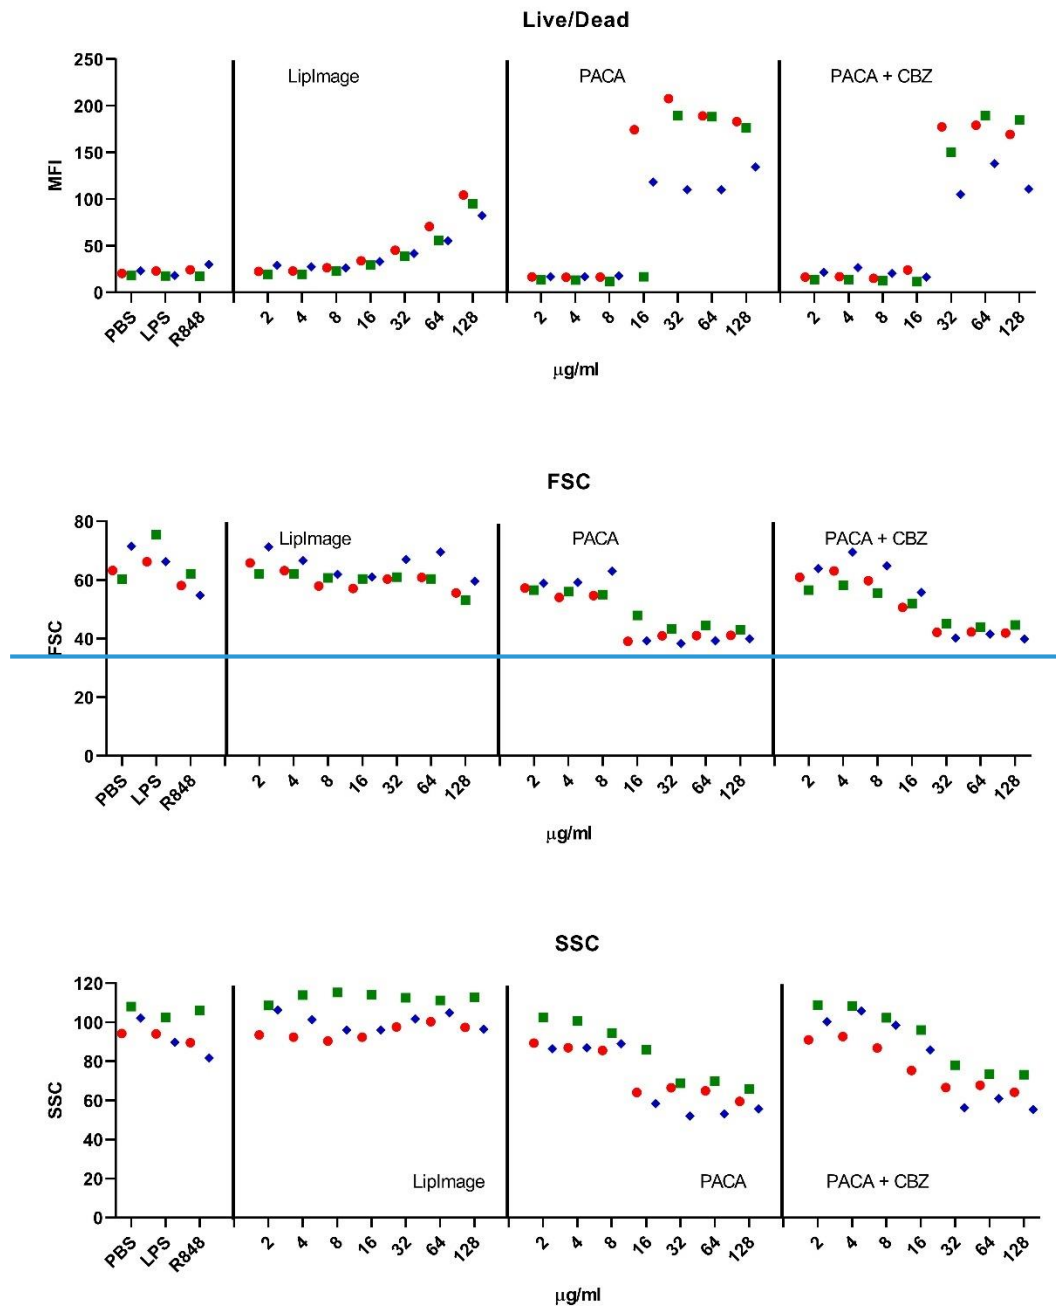 Live/Dead
250
200
150
100
50
0
MFI
LipImage
PACA
PACA + CBZ
PBS LPS R848 2 4 8 16 32 64 128 2 4 8 16 32 64 128 2 4 8 16 32 64 128
µg/ml
FSC
80
60
40
20
0
FSC
LipImage
PACA
PACA + CBZ
PBS LPS R848 2 4 8 16 32 64 128 2 4 8 16 32 64 128 2 4 8 16 32 64 128
µg/ml
SSC
120
100
80
60
40
20
0
SSC
LipImage
PACA
PACA + CBZ
PBS LPS R848 2 4 8 16 32 64 128 2 4 8 16 32 64 128 2 4 8 16 32 64 128
µg/ml